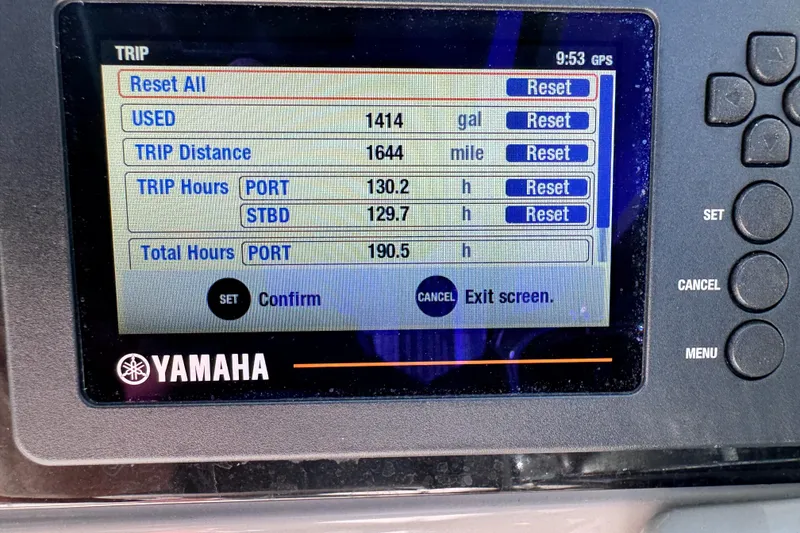 TRIP 9:53 GPS
Reset All Reset
USED 1414 gal Reset
TRIP Distance 1644 mile Reset
TRIP Hours PORT 130.2 h Reset
STBD 129.7 h Reset
Total Hours PORT 190.5 h
SET Confirm CANCEL Exit screen.
YAMAHA
SET
CANCEL
MENU